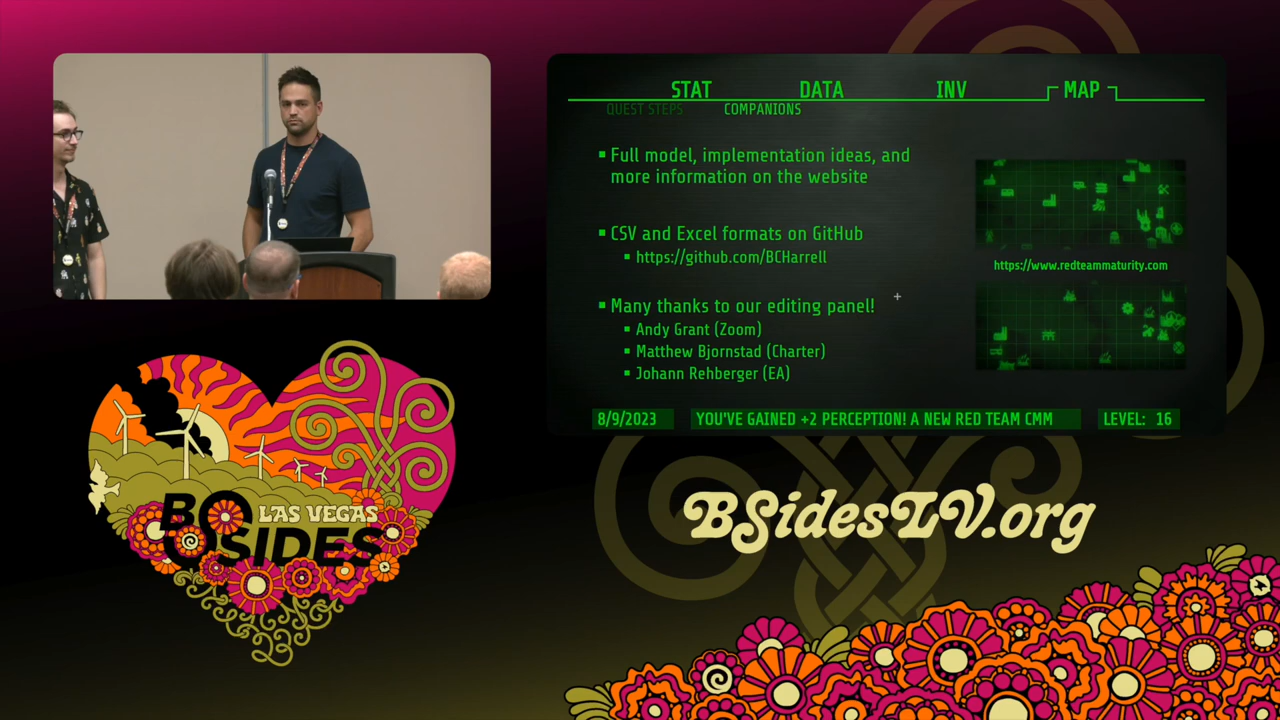 STAT DATA INV MAP
QUEST STEPS COMPANIONS
▪ Full model, implementation ideas, and
more information on the website
▪ CSV and Excel formats on GitHub
▪ https://github.com/BCHarrell
▪ Many thanks to our editing panel!
▪ Andy Grant (Zoom)
▪ Matthew Bjornstad (Charter)
▪ Johann Rehberger (EA)
https://www.redteammaturity.com
8/9/2023 YOU'VE GAINED +2 PERCEPTION! A NEW RED TEAM CMM LEVEL: 16
LAS VEGAS
BSIDES
23
BSidesLV.org